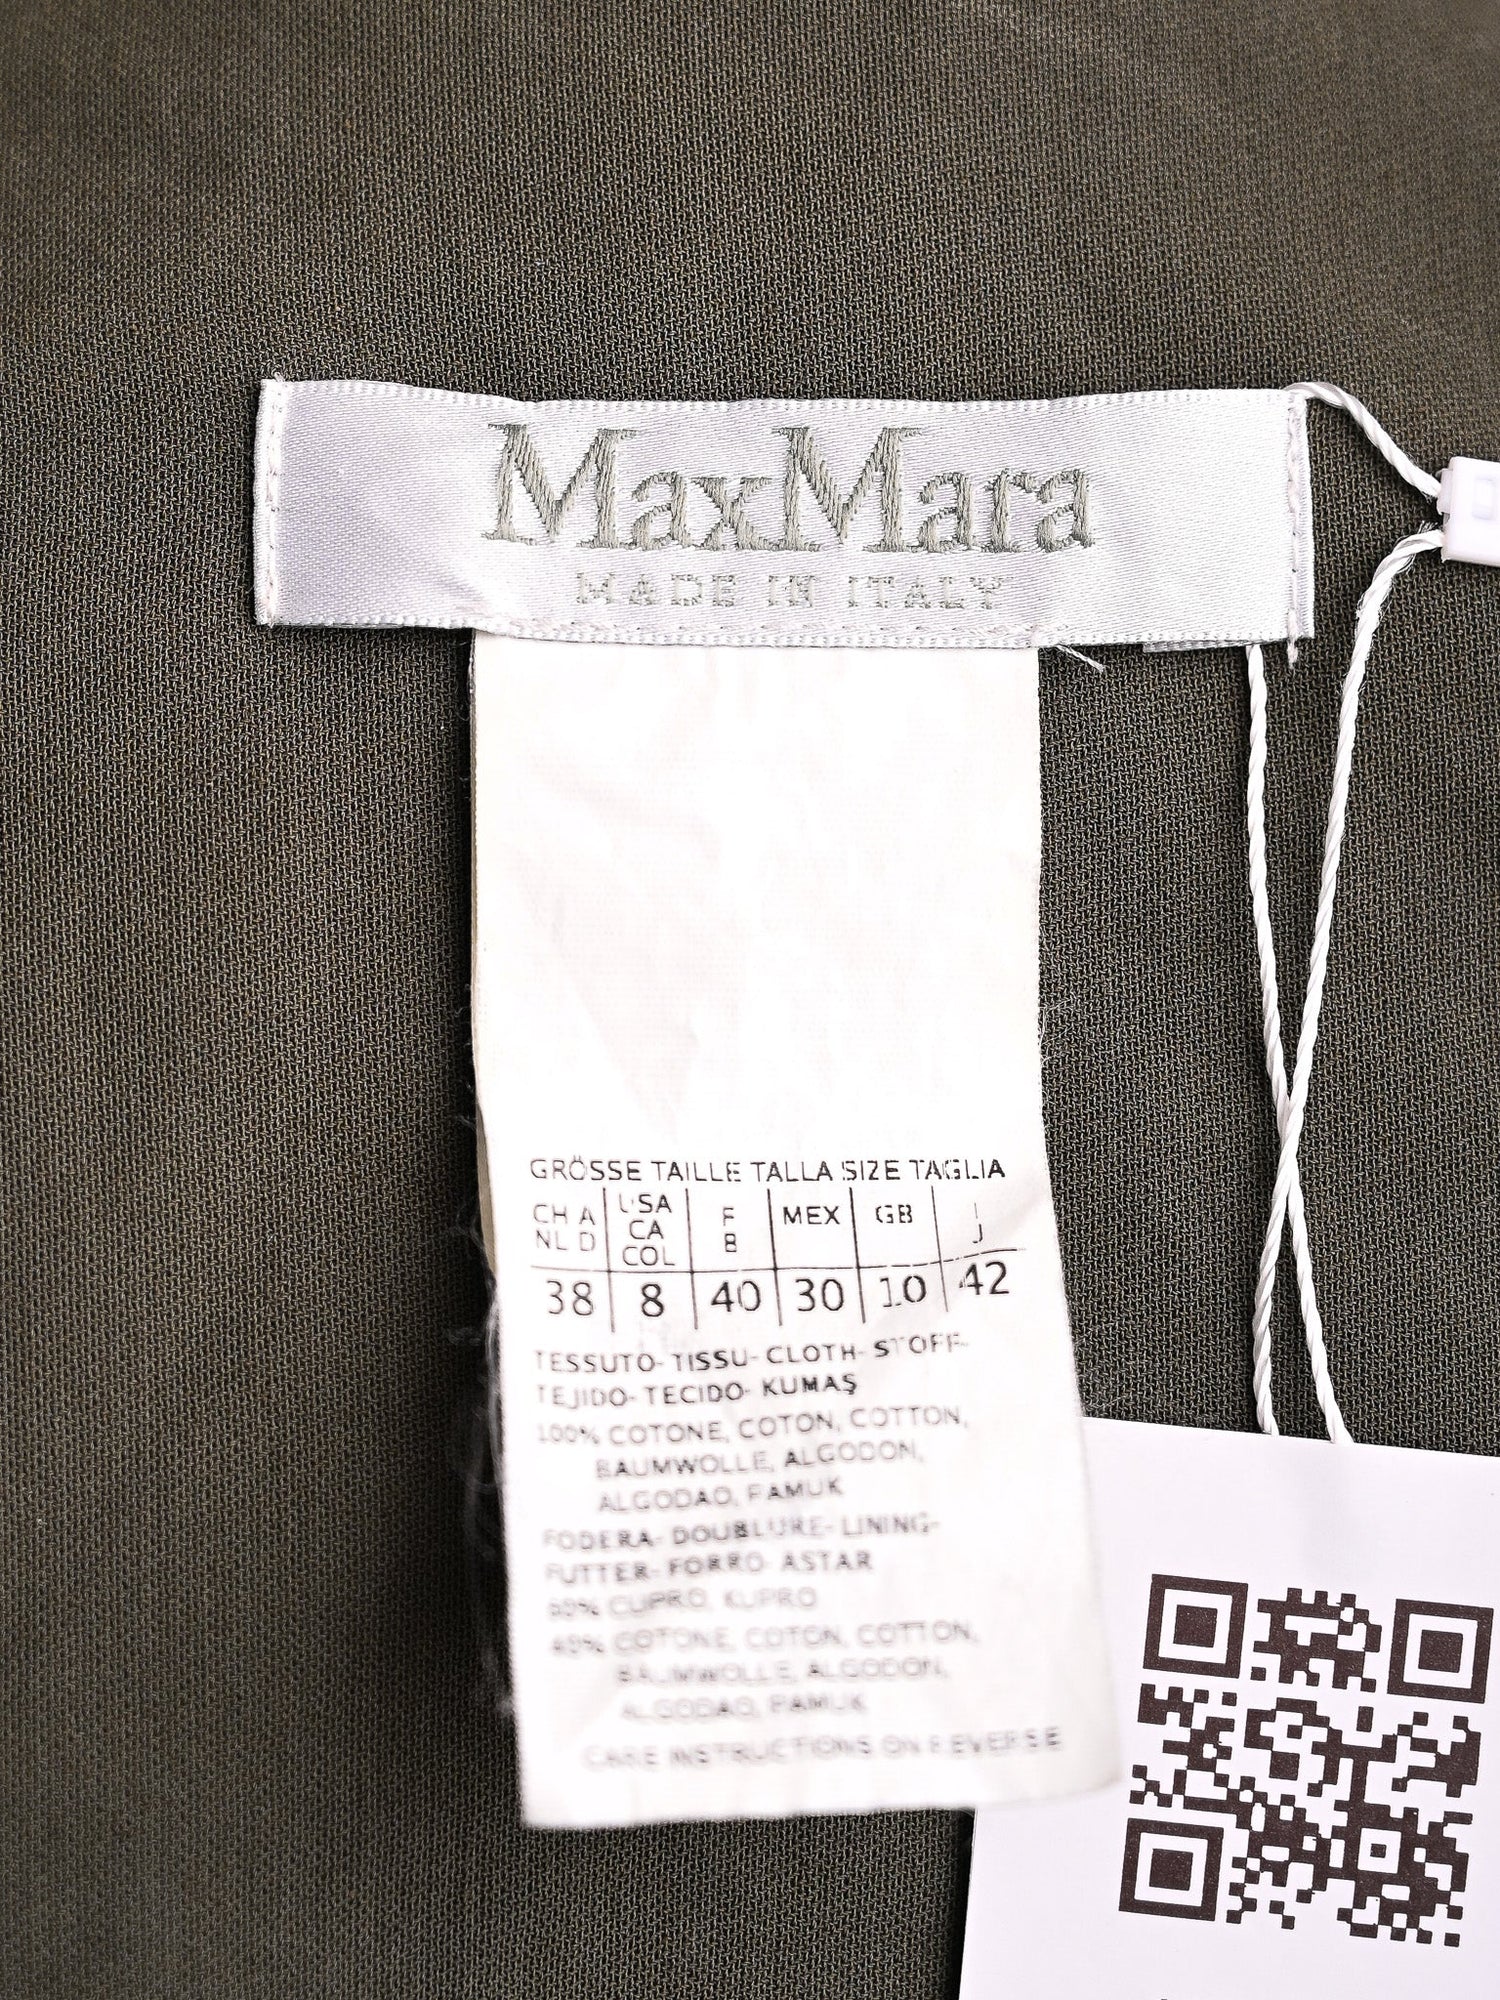 MaxMara
MADE IN ITALY
GRÖSSE TAILLE TALLA SIZE TAGLIA
CH A NL D USA CA COL F B MEX GB I J
38 8 40 30 10 42
TESSUTO- TISSU- CLOTH- STOFF-
TEJIDO- TECIDO- KUMAŞ
100% COTONE, COTON, COTTON,
BAUMWOLLE, ALGODON,
ALGODAO, PAMUK
FODERA- DOUBLURE- LINING-
FUTTER- FORRO- ASTAR
60% CUPRO, KUPRO
40% COTONE, COTON, COTTON,
BAUMWOLLE, ALGODON,
ALGODAO, PAMUK
CARE INSTRUCTIONS ON REVERSE